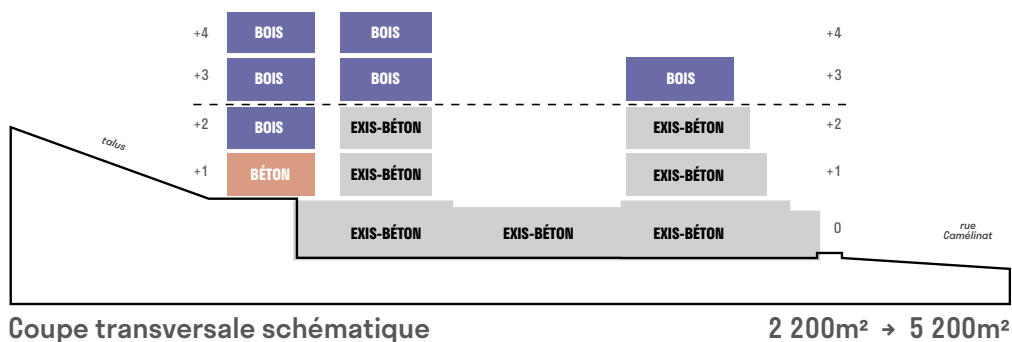 +4 BOIS BOIS +4
+3 BOIS BOIS BOIS +3
+2 BOIS EXIS-BÉTON EXIS-BÉTON +2
talus
+1 BÉTON EXIS-BÉTON EXIS-BÉTON +1
EXIS-BÉTON EXIS-BÉTON EXIS-BÉTON 0
rue
Camélinat
Coupe transversale schématique 2 200m² → 5 200m²